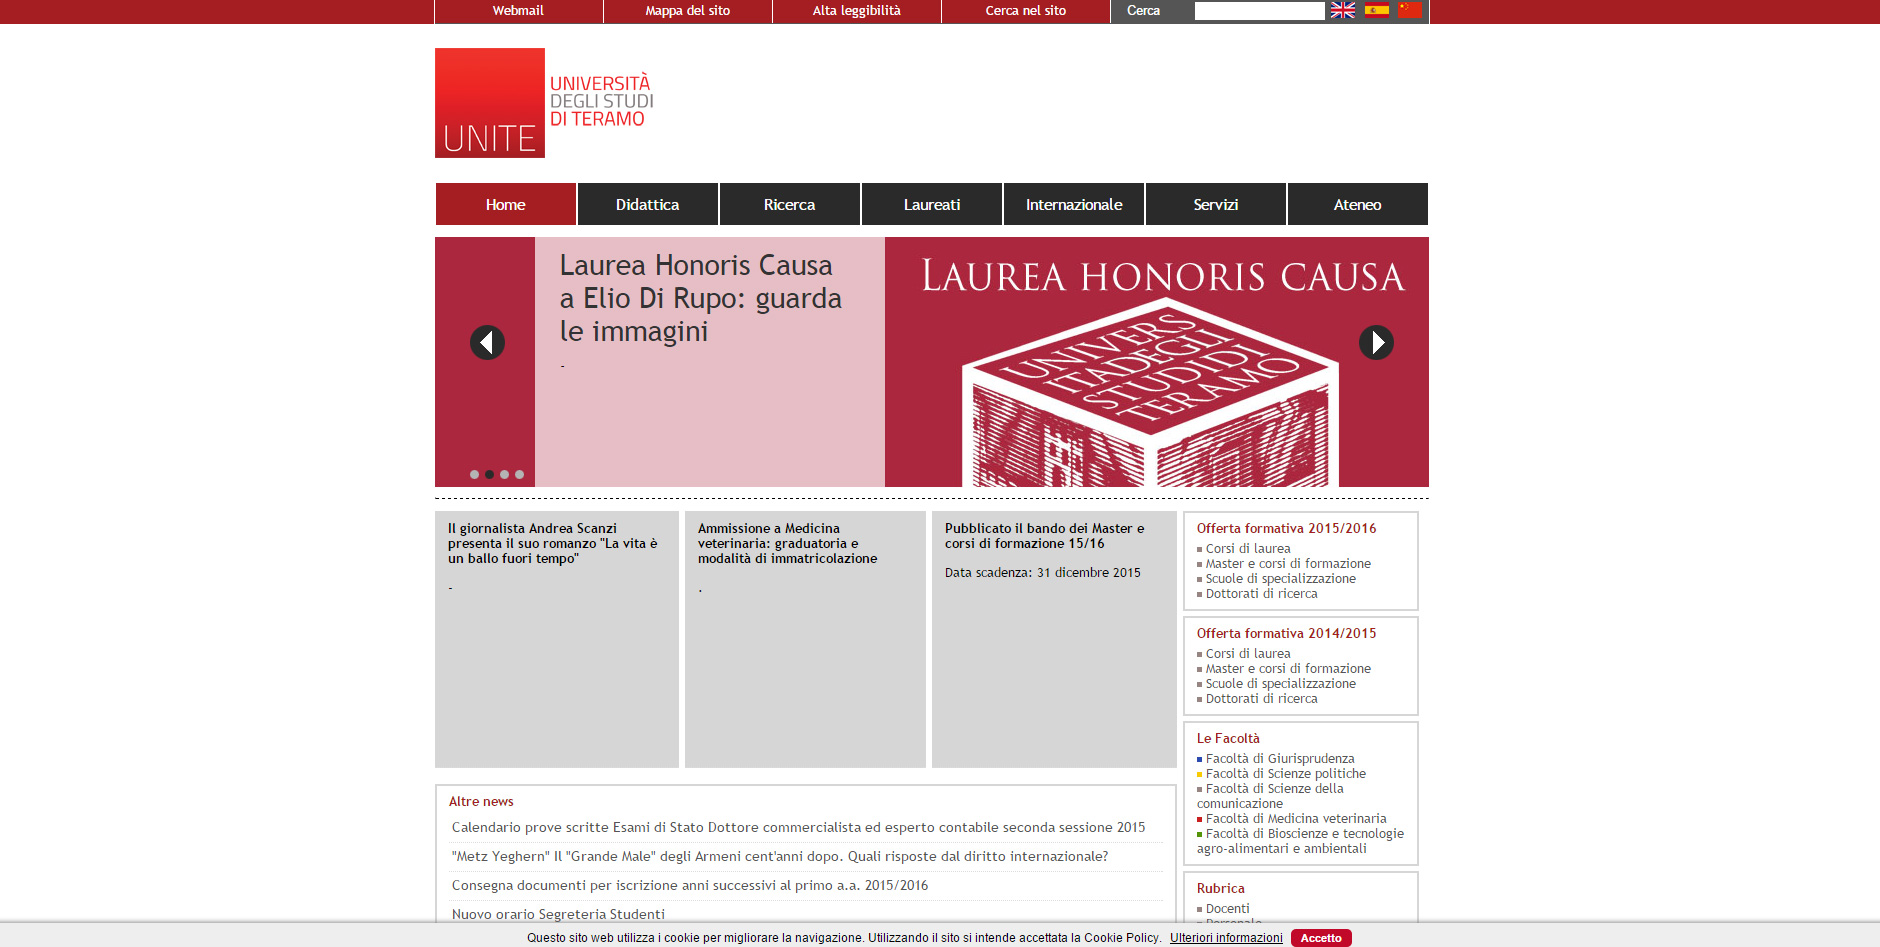 Webmail
Mappa del sito
Alta leggibilità
Cerca nel sito
Cerca
UNITE
UNIVERSITÀ
DEGLI STUDI
DI TERAMO
Home
Didattica
Ricerca
Laureati
Internazionale
Servizi
Ateneo
Laurea Honoris Causa
a Elio Di Rupo: guarda
le immagini
-
LAUREA HONORIS CAUSA
UNIVERS
ITADEGLI
STUDIDI
TERAMO
Il giornalista Andrea Scanzi
presenta il suo romanzo "La vita è
un ballo fuori tempo"
-
Ammissione a Medicina
veterinaria: graduatoria e
modalità di immatricolazione
.
Pubblicato il bando dei Master e
corsi di formazione 15/16
Data scadenza: 31 dicembre 2015
Offerta formativa 2015/2016
Corsi di laurea
Master e corsi di formazione
Scuole di specializzazione
Dottorati di ricerca
Offerta formativa 2014/2015
Corsi di laurea
Master e corsi di formazione
Scuole di specializzazione
Dottorati di ricerca
Le Facoltà
Facoltà di Giurisprudenza
Facoltà di Scienze politiche
Facoltà di Scienze della
comunicazione
Facoltà di Medicina veterinaria
Facoltà di Bioscienze e tecnologie
agro-alimentari e ambientali
Rubrica
Docenti
Personale
Altre news
Calendario prove scritte Esami di Stato Dottore commercialista ed esperto contabile seconda sessione 2015
"Metz Yeghern" Il "Grande Male" degli Armeni cent'anni dopo. Quali risposte dal diritto internazionale?
Consegna documenti per iscrizione anni successivi al primo a.a. 2015/2016
Nuovo orario Segreteria Studenti
Questo sito web utilizza i cookie per migliorare la navigazione. Utilizzando il sito si intende accettata la Cookie Policy. Ulteriori informazioni Accetto